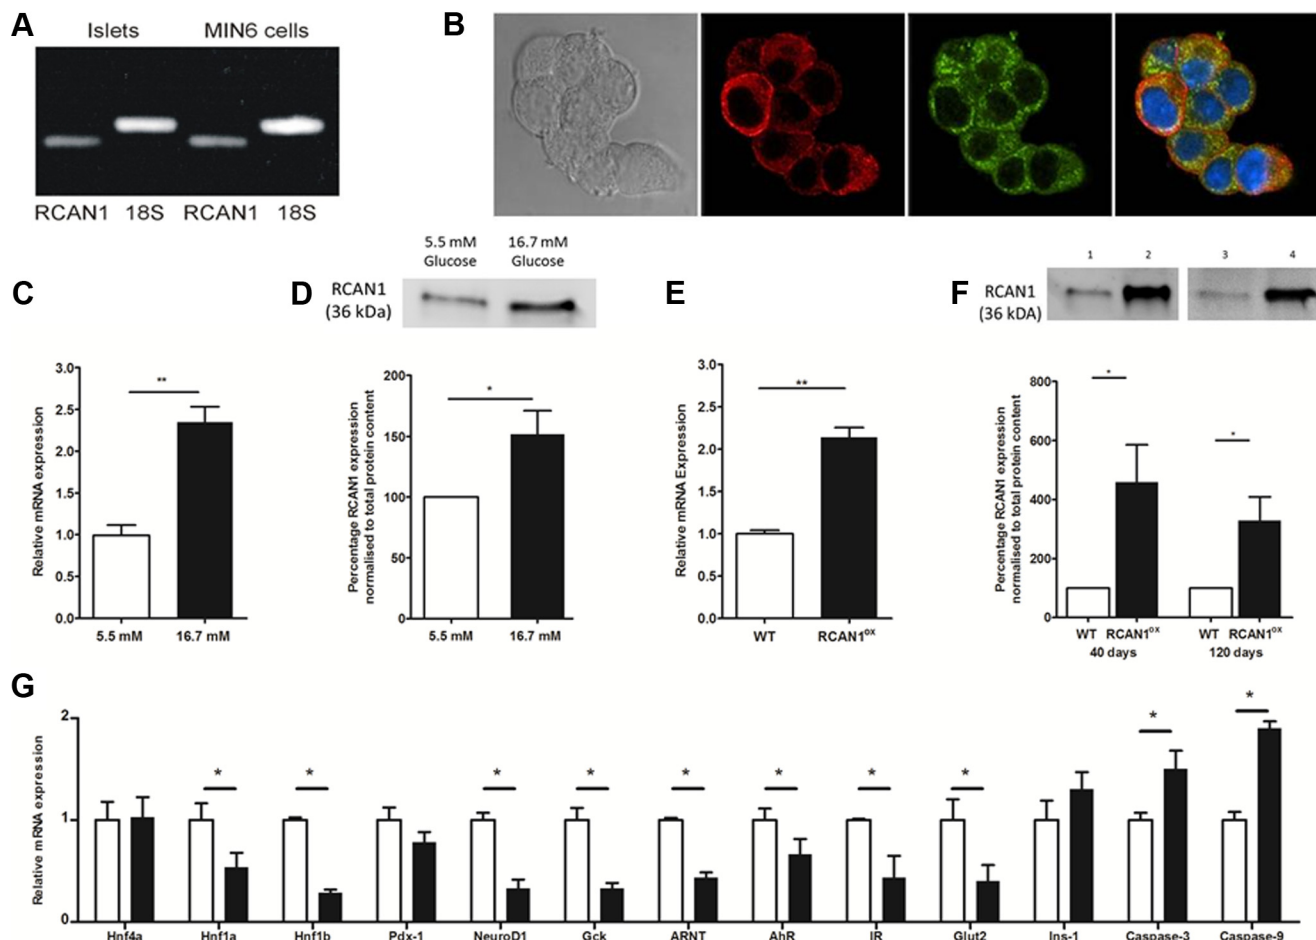 A
Islets MIN6 cells
RCAN1 18S RCAN1 18S
B
C
Relative mRNA expression
3.0
2.5
2.0
1.5
1.0
0.5
0.0
**
5.5 mM 16.7 mM
D
5.5 mM 16.7 mM
Glucose Glucose
RCAN1
(36 kDa)
Percentage RCAN1 expression
normalised to total protein content
200
150
100
50
0
*
5.5 mM 16.7 mM
E
Relative mRNA Expression
3.0
2.5
2.0
1.5
1.0
0.5
0.0
**
WT RCAN1ox
F
1 2 3 4
RCAN1
(36 kDA)
Percentage RCAN1 expression
normalised to total protein content
800
600
400
200
0
* *
WT RCAN1ox WT RCAN1ox
40 days 120 days
G
Relative mRNA expression
2
1
0
* * * * * * * * * *
Hnf4a Hnf1a Hnf1b Pdx-1 NeuroD1 Gck ARNT AhR IR Glut2 Ins-1 Caspase-3 Caspase-9